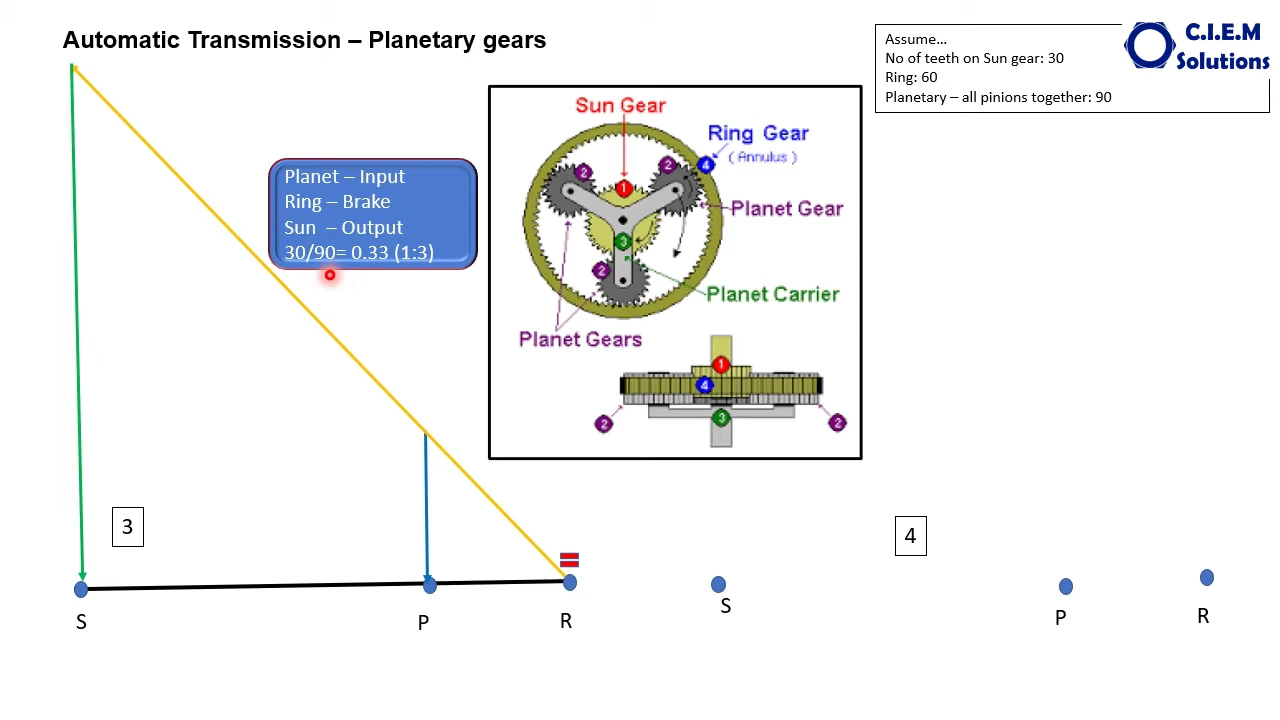 Automatic Transmission – Planetary gears
Assume...
No of teeth on Sun gear: 30
Ring: 60
Planetary – all pinions together: 90
C.I.E.M
Solutions
Planet – Input
Ring – Brake
Sun – Output
30/90= 0.33 (1:3)
Sun Gear
Ring Gear
( Annulus )
2
2
4
1
Planet Gear
3
2
Planet Carrier
Planet Gears
1
4
2
3
2
3
4
S
P
R
S
P
R